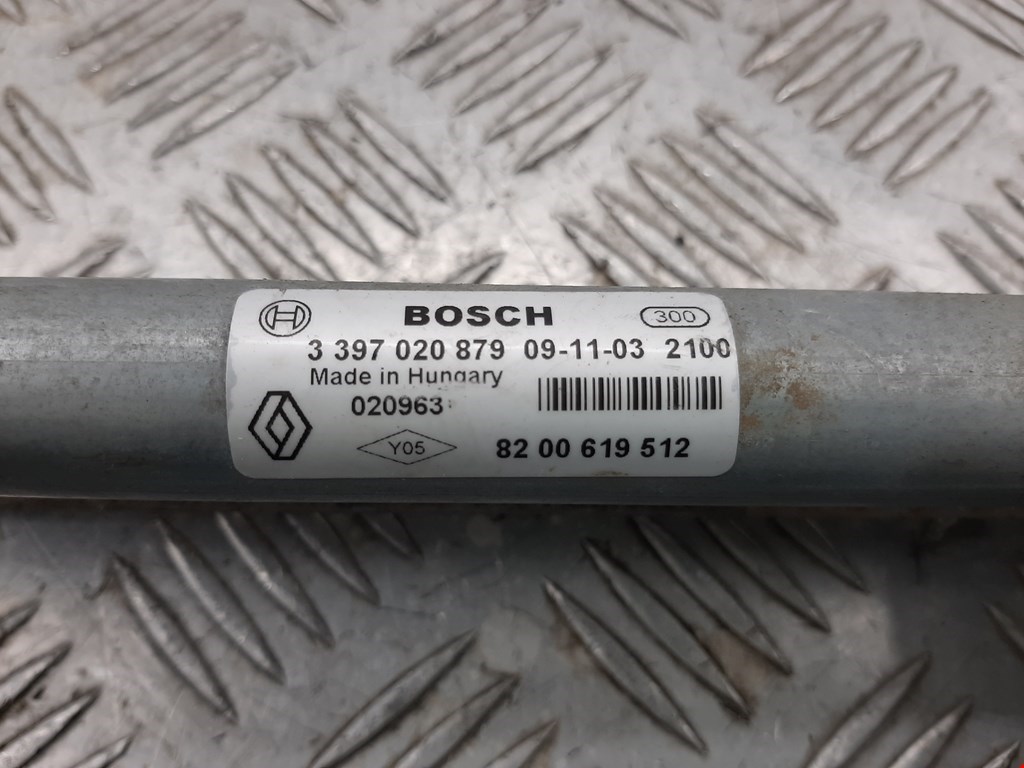 BOSCH 300
3 397 020 879 09-11-03 2100
Made in Hungary
020963
Y05 82 00 619 512